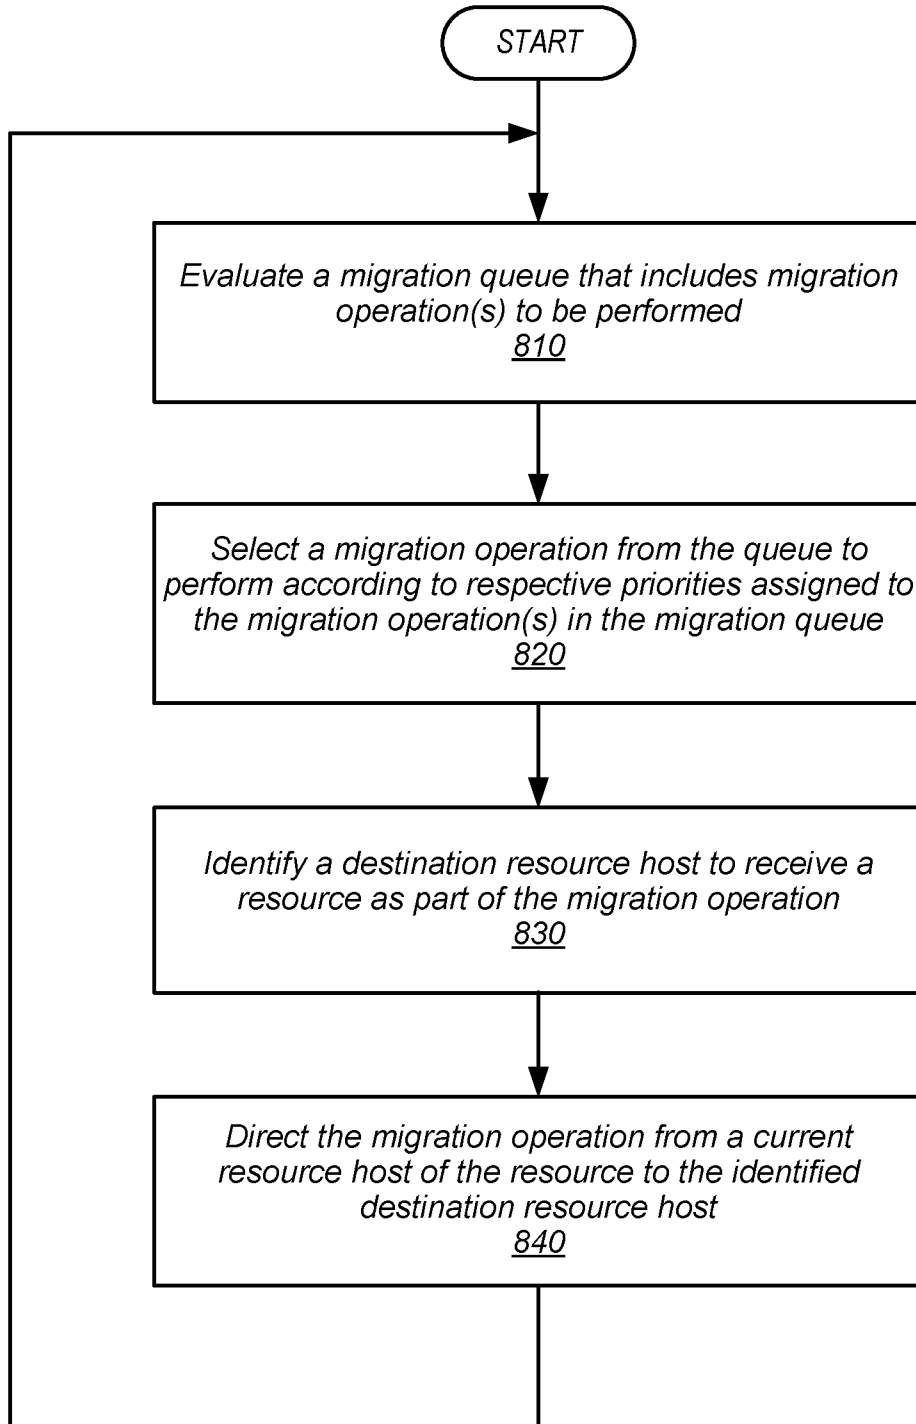 START
Evaluate a migration queue that includes migration
operation(s) to be performed
810
Select a migration operation from the queue to
perform according to respective priorities assigned to
the migration operation(s) in the migration queue
820
Identify a destination resource host to receive a
resource as part of the migration operation
830
Direct the migration operation from a current
resource host of the resource to the identified
destination resource host
840